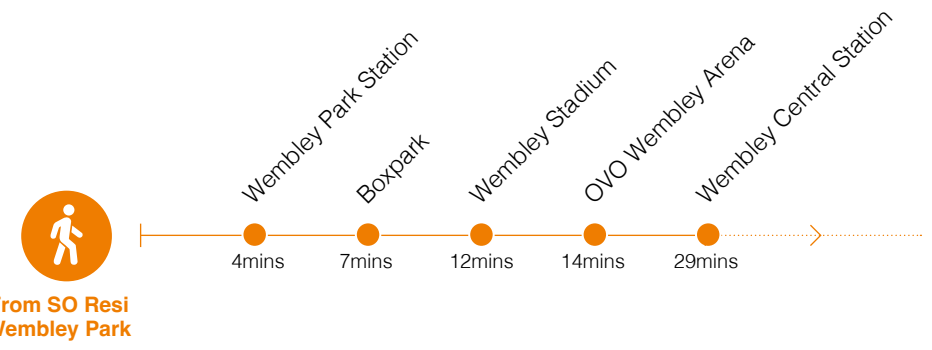 Wembley Park Station
Boxpark
Wembley Stadium
OVO Wembley Arena
Wembley Central Station
4mins
7mins
12mins
14mins
29mins
From SO Resi
Wembley Park